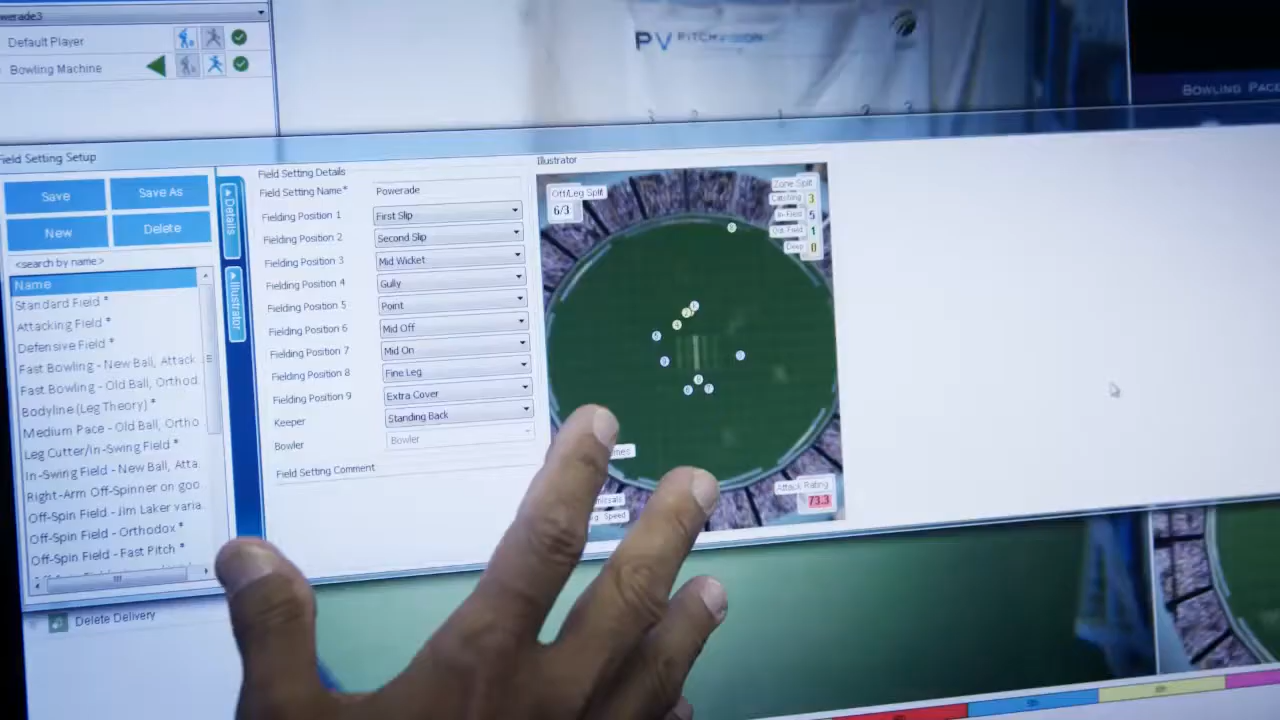 werade3
Default Player
Bowling Machine
PV PITCHVISION
BOWLING PACE
Field Setting Setup
Save
Save As
New
Delete
<search by name>
Name
Standard Field *
Attacking Field *
Defensive Field *
Fast Bowling - New Ball, Attack
Fast Bowling - Old Ball, Orthod
Bodyline (Leg Theory) *
Medium Pace - Old Ball, Ortho
Leg Cutter/In-Swing Field *
In-Swing Field - New Ball, Atta
Right-Arm Off-Spinner on goo
Off-Spin Field - Jim Laker varia
Off-Spin Field - Orthodox *
Off-Spin Field - Fast Pitch *
Details
Illustrator
Field Setting Details
Field Setting Name* Powerade
Fielding Position 1 First Slip
Fielding Position 2 Second Slip
Fielding Position 3 Mid Wicket
Fielding Position 4 Gully
Fielding Position 5 Point
Fielding Position 6 Mid Off
Fielding Position 7 Mid On
Fielding Position 8 Fine Leg
Fielding Position 9 Extra Cover
Keeper Standing Back
Bowler Bowler
Field Setting Comment
Illustrator
Off/Leg Split
6/3
Zone Split
Catching 3
In-Field 5
Out-Field 1
Deep 0
Attack Rating
73.3
Speed
Delete Delivery